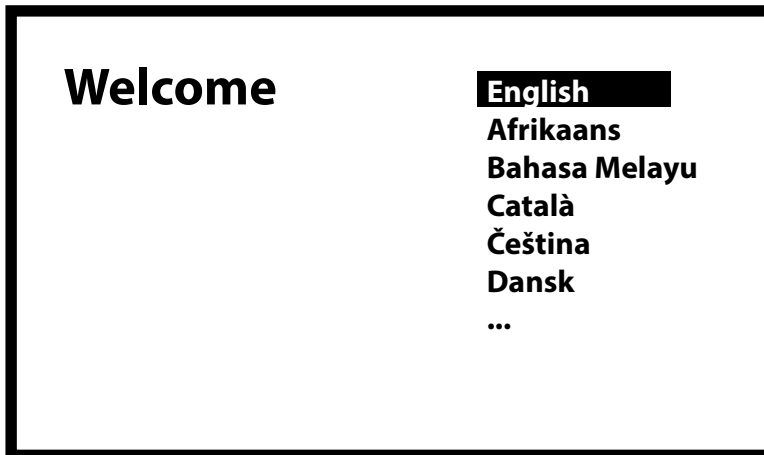 Welcome
English
Afrikaans
Bahasa Melayu
Català
Čeština
Dansk
...